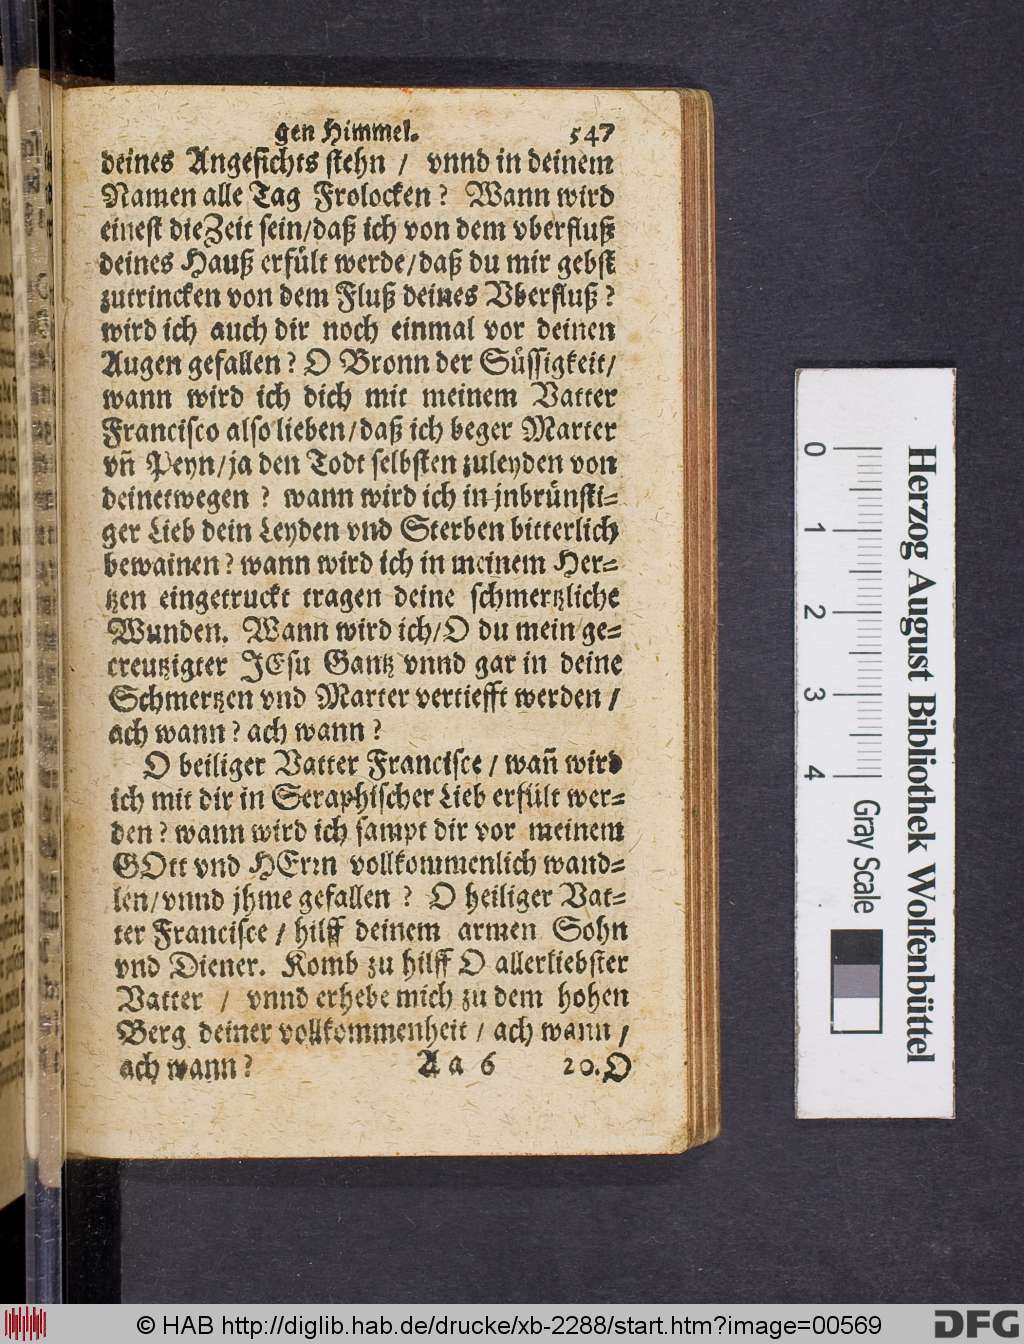 gen Himmel. 547
deines Angesichts stehn / vnnd in deinem
Namen alle Tag Frolocken? Wann wird
einest die Zeit sein/daß ich von dem vberfluß
deines Hauß erfült werde/daß du mir gebst
zutrincken von dem Fluß deines Vberfluß?
wird ich auch dir noch einmal vor deinen
Augen gefallen? O Bronn der Süssigkeit/
wann wird ich dich mit meinem Vatter
Francisco also lieben/daß ich beger Marter
vñ Peyn/ja den Todt selbsten zuleyden von
deinetwegen ? wann wird ich in jnbrünsti-
ger Lieb dein Leyden vnd Sterben bitterlich
bewainen? wann wird ich in meinem Her-
tzen eingetruckt tragen deine schmertzliche
Wunden. Wann wird ich/O du mein ge-
creutzigter JEsu Gantz vnnd gar in deine
Schmertzen vnd Marter vertiefft werden /
ach wann? ach wann?
O heiliger Vatter Francisce / wañ wird
ich mit dir in Seraphischer Lieb erfült wer-
den? wann wird ich sampt dir vor meinem
GOtt vnd HErrn vollkommenlich wand-
len/vnnd jhme gefallen ? O heiliger Vat-
ter Francisce / hilff deinem armen Sohn
vnd Diener. Komb zu hilff O allerliebster
Vatter / vnnd erhebe mich zu dem hohen
Berg deiner vollkommenheit / ach wann /
ach wann? Aa 6 20.O
0 1 2 3 4
Herzog August Bibliothek Wolfenbüttel
Gray Scale
© HAB http://diglib.hab.de/drucke/xb-2288/start.htm?image=00569
DFG